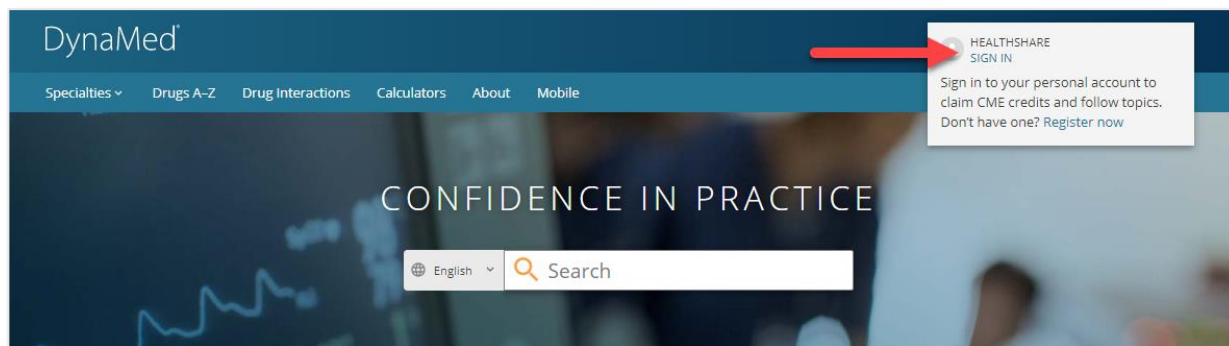 DynaMed
HEALTHSHARE
SIGN IN
Sign in to your personal account to
claim CME credits and follow topics.
Don't have one? Register now
Specialties Drugs A–Z Drug Interactions Calculators About Mobile
CONFIDENCE IN PRACTICE
English Search